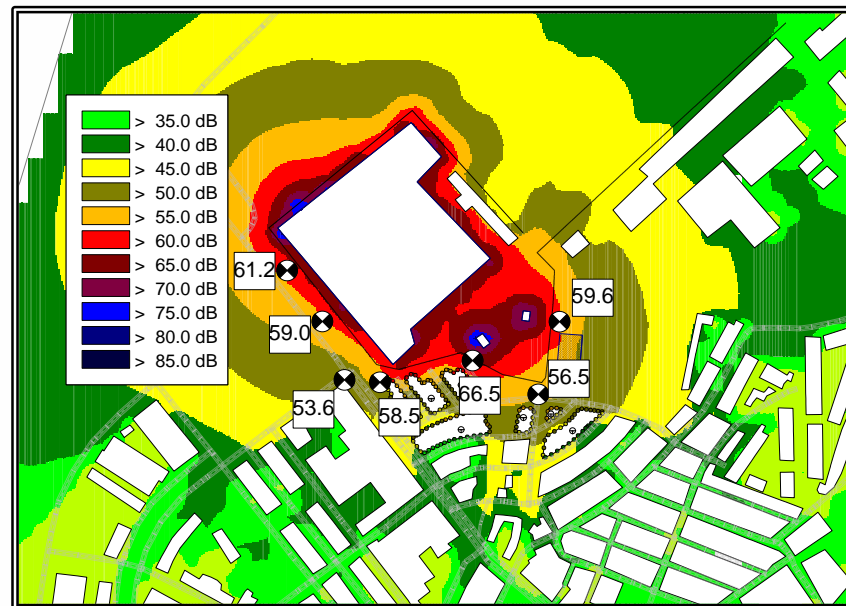 > 35.0 dB
> 40.0 dB
> 45.0 dB
> 50.0 dB
> 55.0 dB
> 60.0 dB
> 65.0 dB
> 70.0 dB
> 75.0 dB
> 80.0 dB
> 85.0 dB
61.2
59.0
59.6
53.6
58.5
66.5
56.5